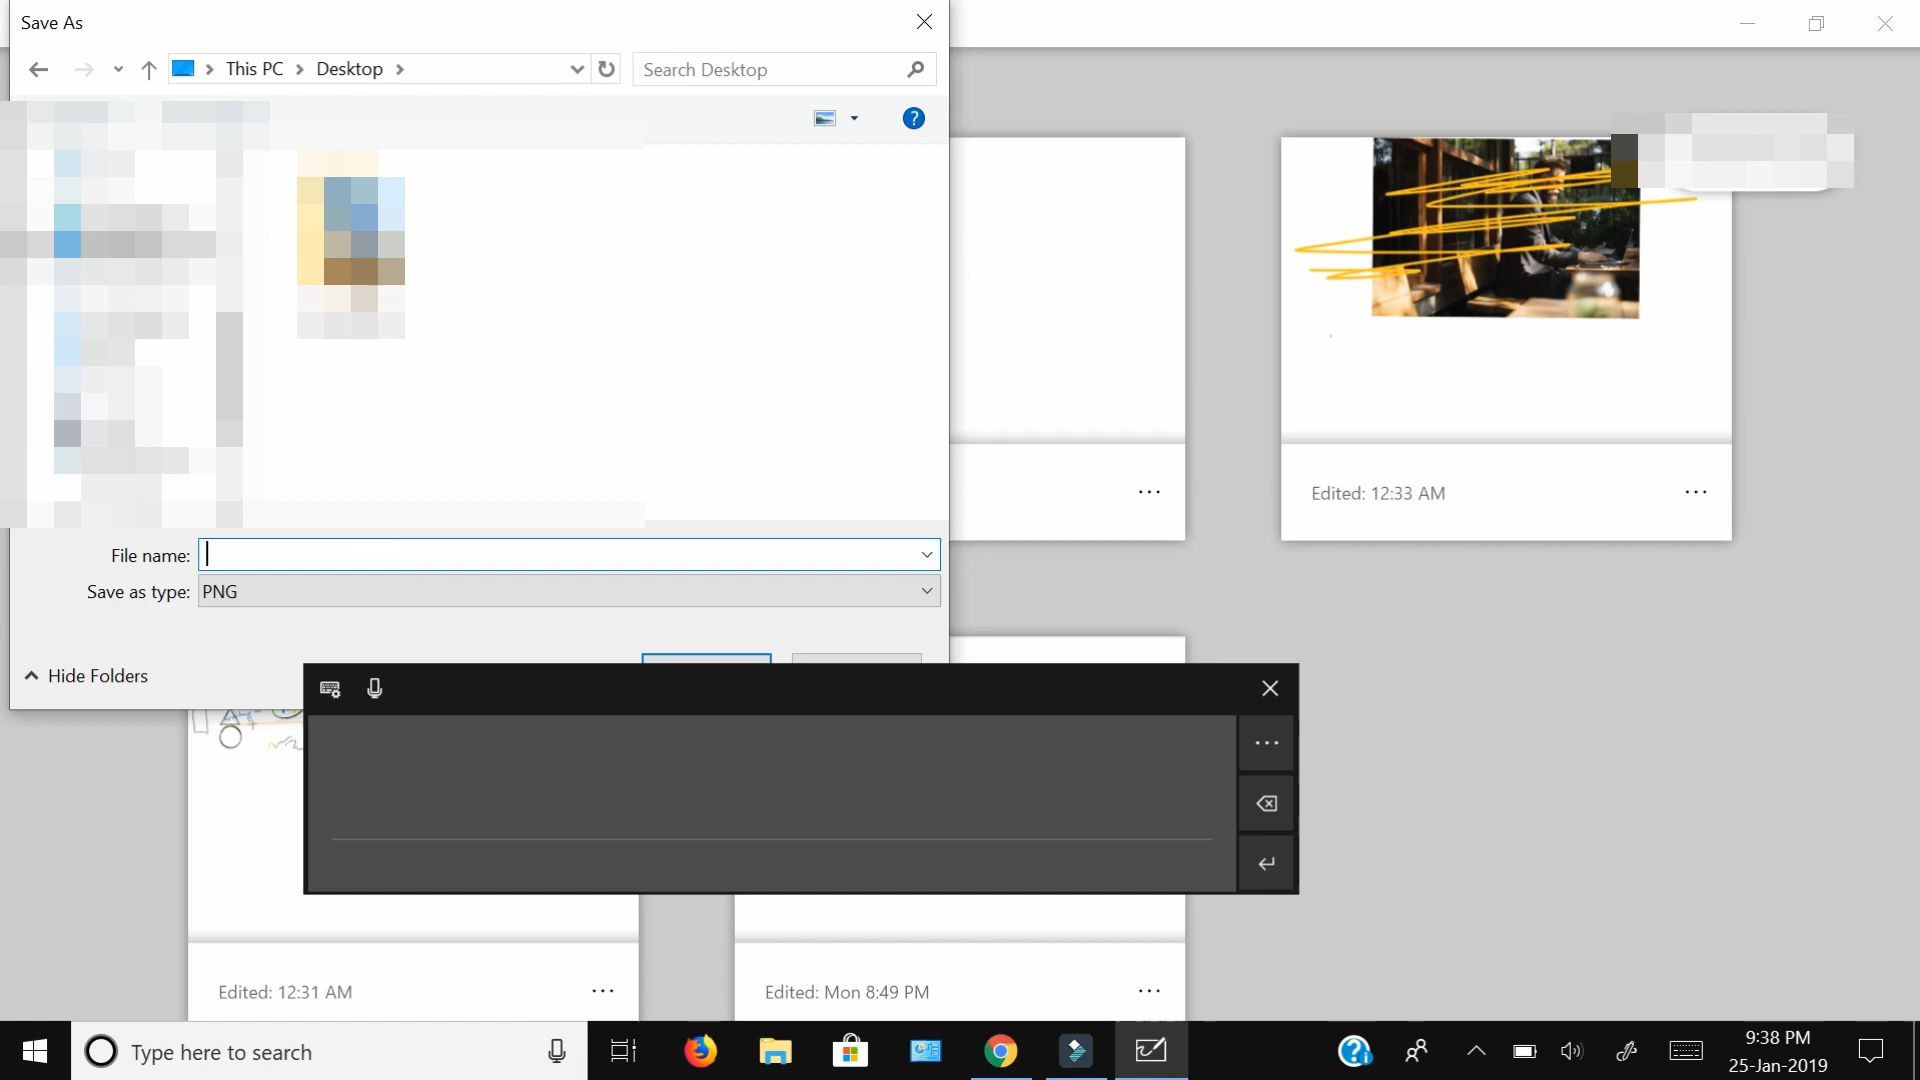 Save As
This PC
Desktop
Search Desktop
File name:
Save as type: PNG
Hide Folders
Edited: 12:33 AM
Edited: 12:31 AM
Edited: Mon 8:49 PM
Type here to search
9:38 PM
25-Jan-2019